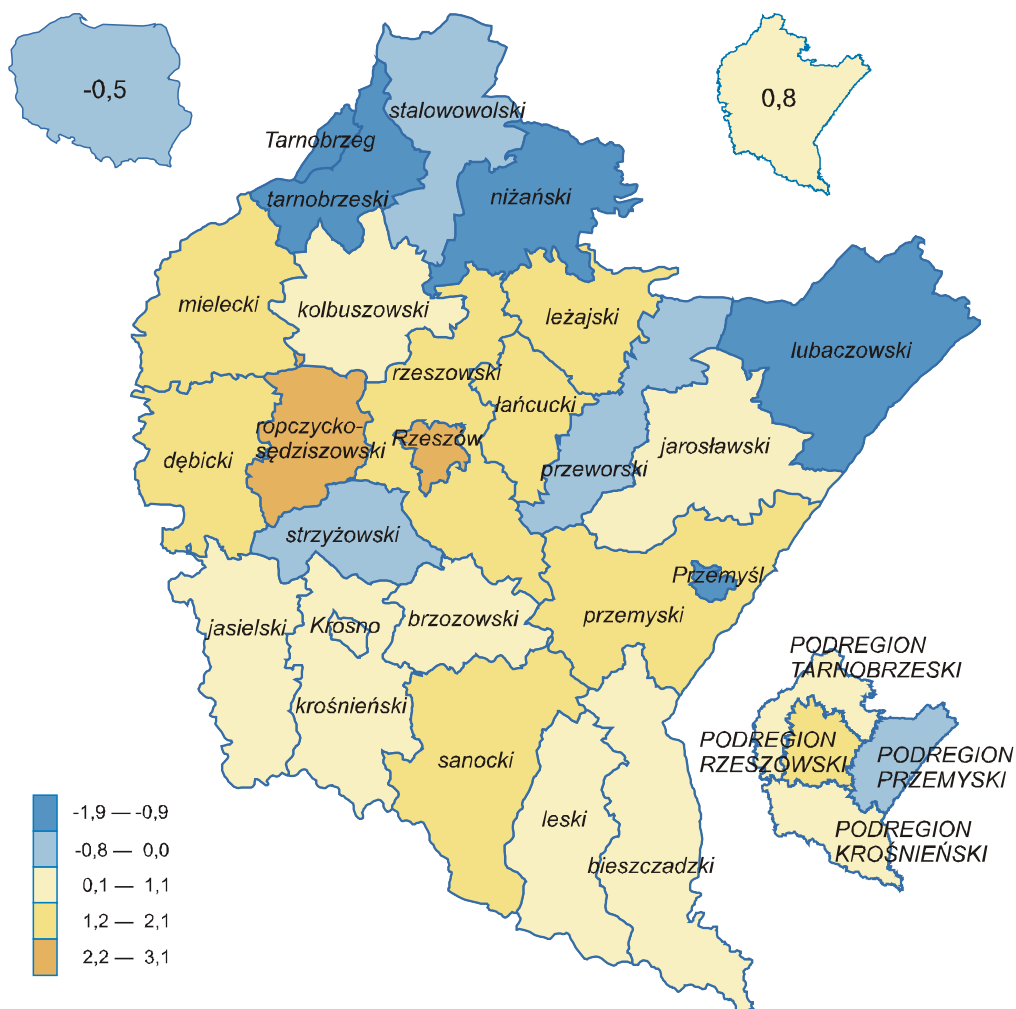 -0,5
0,8
stalowowolski
Tarnobrzeg
tarnobrzeski
niżański
mielecki
kolbuszowski
leżajski
lubaczowski
rzeszowski
łańcucki
ropczycko-
sędziszowski
Rzeszów
jarosławski
dębicki
przeworski
strzyżowski
Przemyśl
przemyski
jasielski
Krosno
brzozowski
krośnieński
sanocki
leski
bieszczadzki
PODREGION
TARNOBRZESKI
PODREGION
RZESZOWSKI
PODREGION
PRZEMYSKI
PODREGION
KROŚNIEŃSKI
-1,9 — -0,9
-0,8 — 0,0
0,1 — 1,1
1,2 — 2,1
2,2 — 3,1